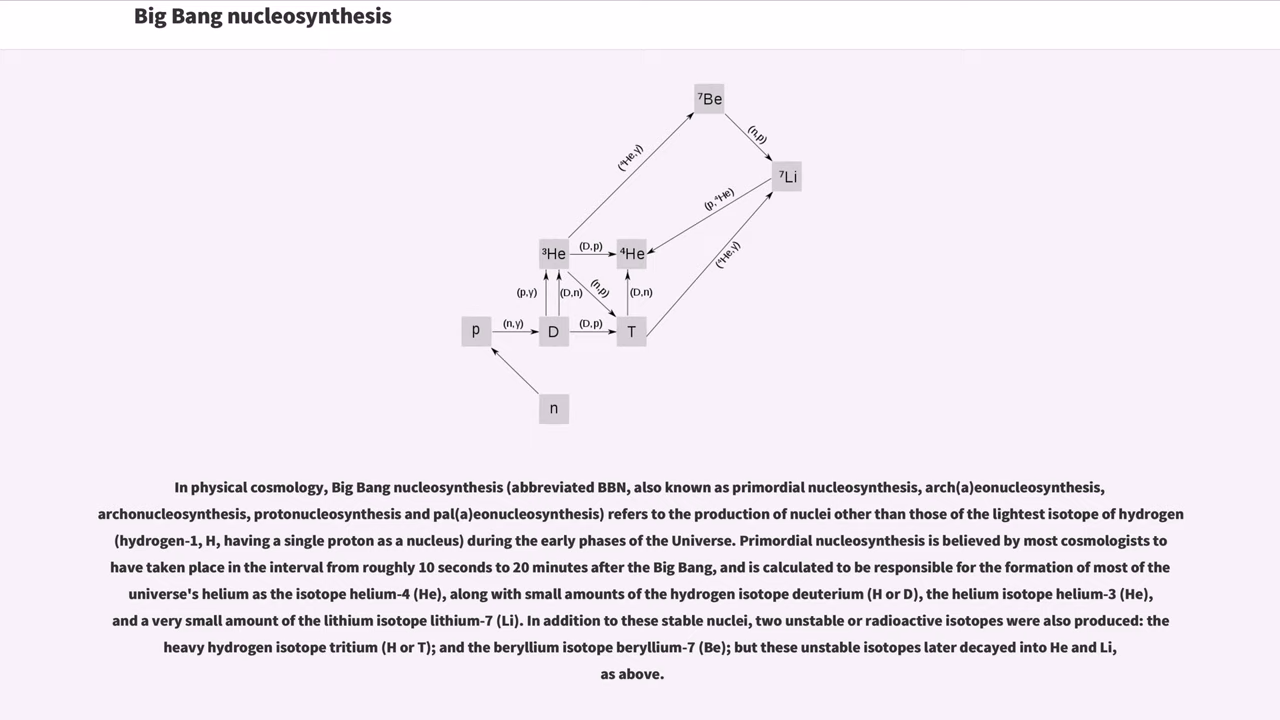 Big Bang nucleosynthesis
⁷Be
(n,p)
(⁴He,γ)
⁷Li
(p,⁴He)
³He
(D,p)
⁴He
(⁴He,γ)
(p,γ)
(D,n)
(n,p)
(D,n)
p
(n,γ)
D
(D,p)
T
n
In physical cosmology, Big Bang nucleosynthesis (abbreviated BBN, also known as primordial nucleosynthesis, arch(a)eonucleosynthesis,
archonucleosynthesis, protonucleosynthesis and pal(a)eonucleosynthesis) refers to the production of nuclei other than those of the lightest isotope of hydrogen
(hydrogen-1, H, having a single proton as a nucleus) during the early phases of the Universe. Primordial nucleosynthesis is believed by most cosmologists to
have taken place in the interval from roughly 10 seconds to 20 minutes after the Big Bang, and is calculated to be responsible for the formation of most of the
universe's helium as the isotope helium-4 (He), along with small amounts of the hydrogen isotope deuterium (H or D), the helium isotope helium-3 (He),
and a very small amount of the lithium isotope lithium-7 (Li). In addition to these stable nuclei, two unstable or radioactive isotopes were also produced: the
heavy hydrogen isotope tritium (H or T); and the beryllium isotope beryllium-7 (Be); but these unstable isotopes later decayed into He and Li,
as above.